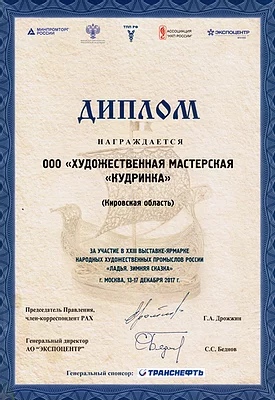 МИНПРОМТОРГ
РОССИИ
ТПП РФ
АССОЦИАЦИЯ
"НХП РОССИИ"
ЭКСПОЦЕНТР
ДИПЛОМ
НАГРАЖДАЕТСЯ
ООО «ХУДОЖЕСТВЕННАЯ МАСТЕРСКАЯ
«КУДРИНКА»
(Кировская область)
ЗА УЧАСТИЕ В XXIII ВЫСТАВКЕ-ЯРМАРКЕ
НАРОДНЫХ ХУДОЖЕСТВЕННЫХ ПРОМЫСЛОВ РОССИИ
«ЛАДЬЯ. ЗИМНЯЯ СКАЗКА»
г. МОСКВА, 13-17 ДЕКАБРЯ 2017 г.
Председатель Правления,
член-корреспондент РАХ
Г.А. Дрожжин
Генеральный директор
АО "ЭКСПОЦЕНТР"
С.С. Беднов
Генеральный спонсор: ТРАНСНЕФТЬ